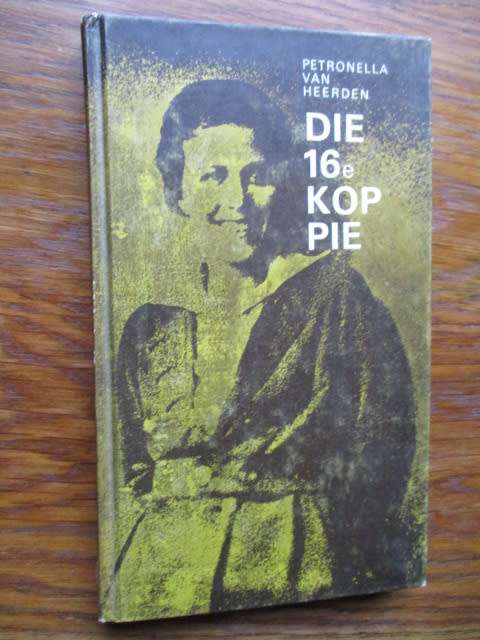 PETRONELLA
VAN
HEERDEN
DIE
16e
KOP
PIE